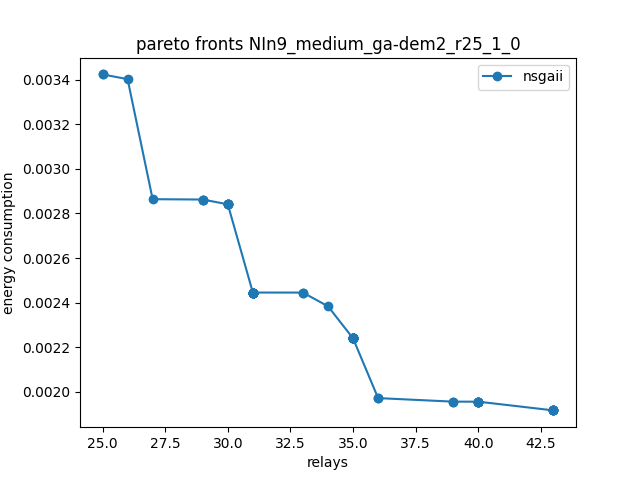 pareto fronts NIn9_medium_ga-dem2_r25_1_0
nsgaii
energy consumption
0.0034
0.0032
0.0030
0.0028
0.0026
0.0024
0.0022
0.0020
25.0 27.5 30.0 32.5 35.0 37.5 40.0 42.5
relays